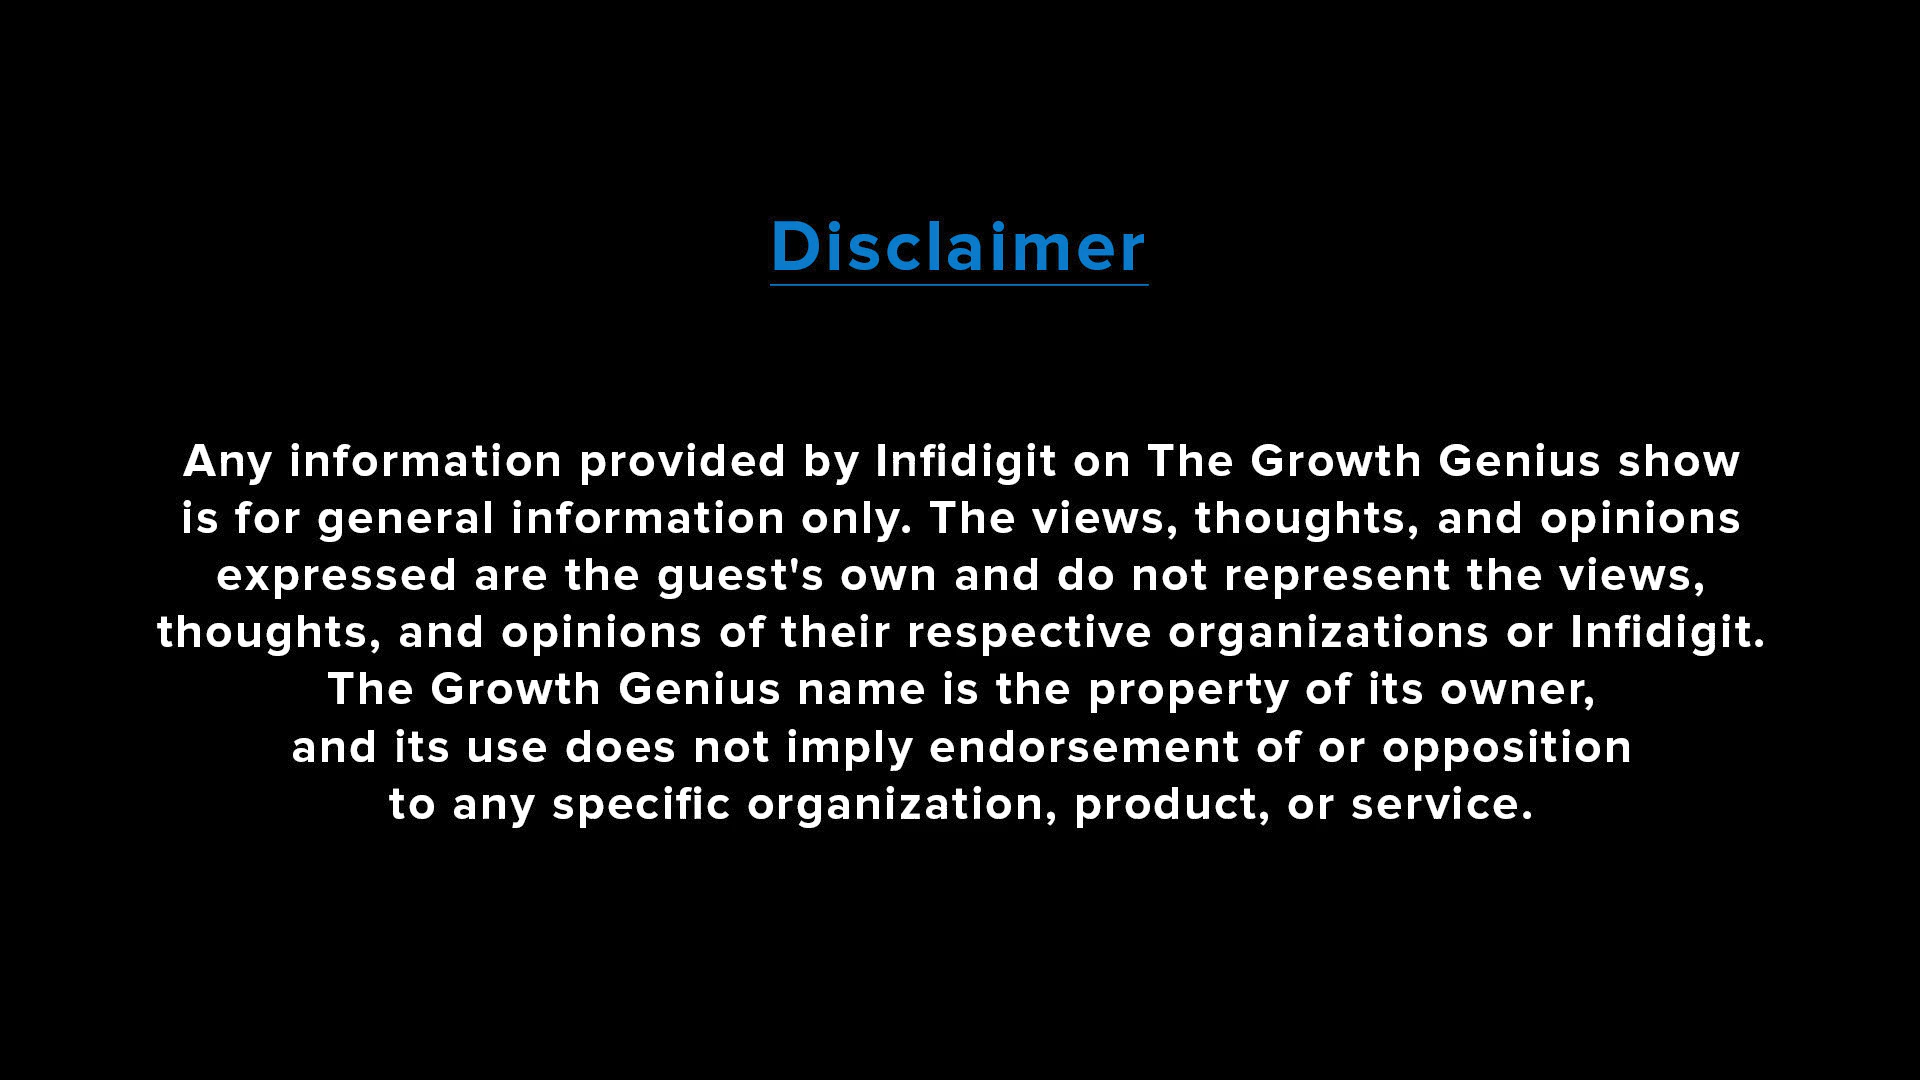 Disclaimer
Any information provided by Infidigit on The Growth Genius show
is for general information only. The views, thoughts, and opinions
expressed are the guest's own and do not represent the views,
thoughts, and opinions of their respective organizations or Infidigit.
The Growth Genius name is the property of its owner,
and its use does not imply endorsement of or opposition
to any specific organization, product, or service.